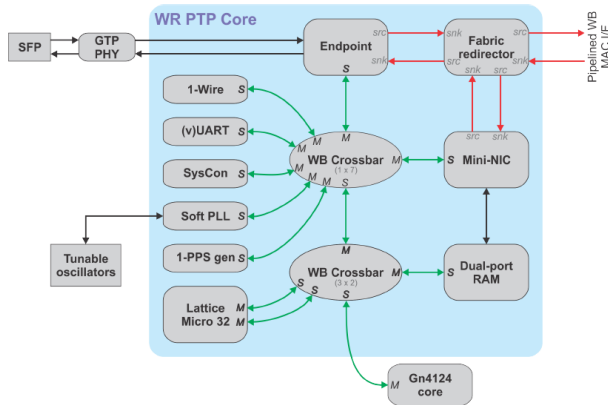 WR PTP Core
SFP
GTP
PHY
Endpoint
src
snk
snk
src
Fabric
redirector
src
snk
snk
src
Pipelined WB
MAC I/F
S
1-Wire
S
(v)UART
S
SysCon
S
Soft PLL
S
1-PPS gen
S
M
M
M
M
M
M
M
WB Crossbar
(1 x 7)
S
src
snk
S
Mini-NIC
Tunable
oscillators
M
WB Crossbar
(3 x 2)
M
S
S
S
S
Dual-port
RAM
Lattice
Micro 32
M
M
M
Gn4124
core